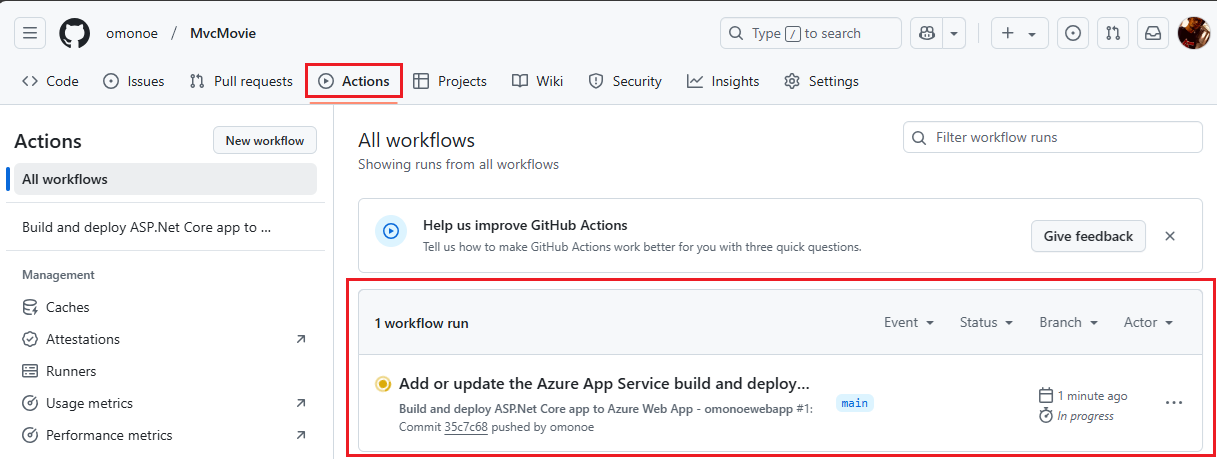 omonoe / MvcMovie
Type / to search
Code Issues Pull requests Actions Projects Wiki Security Insights Settings
Actions
New workflow
All workflows
Build and deploy ASP.Net Core app to ...
Management
Caches
Attestations
Runners
Usage metrics
Performance metrics
All workflows
Showing runs from all workflows
Filter workflow runs
Help us improve GitHub Actions
Tell us how to make GitHub Actions work better for you with three quick questions.
Give feedback
1 workflow run
Event Status Branch Actor
Add or update the Azure App Service build and deploy...
Build and deploy ASP.Net Core app to Azure Web App - omonoewebapp #1:
Commit 35c7c68 pushed by omonoe
main
1 minute ago
In progress